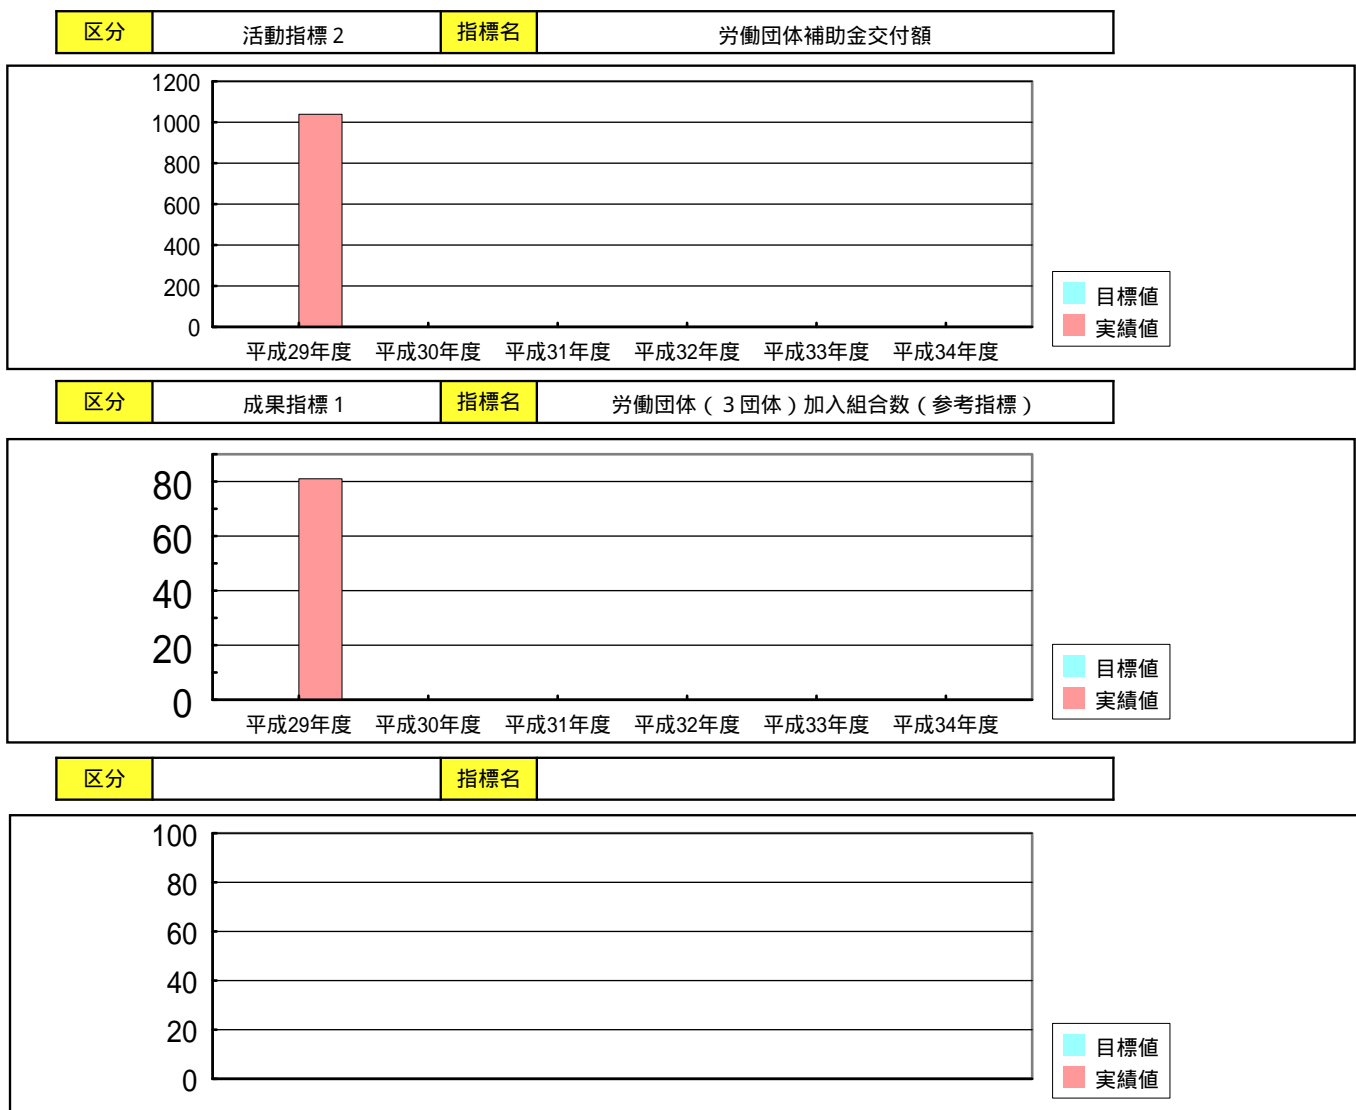 区分 活動指標２ 指標名 労働団体補助金交付額
1200
1000
800
600
400
200
0
平成29年度 平成30年度 平成31年度 平成32年度 平成33年度 平成34年度
目標値
実績値
区分 成果指標１ 指標名 労働団体（３団体）加入組合数（参考指標）
80
60
40
20
0
平成29年度 平成30年度 平成31年度 平成32年度 平成33年度 平成34年度
目標値
実績値
区分 指標名
100
80
60
40
20
0
目標値
実績値